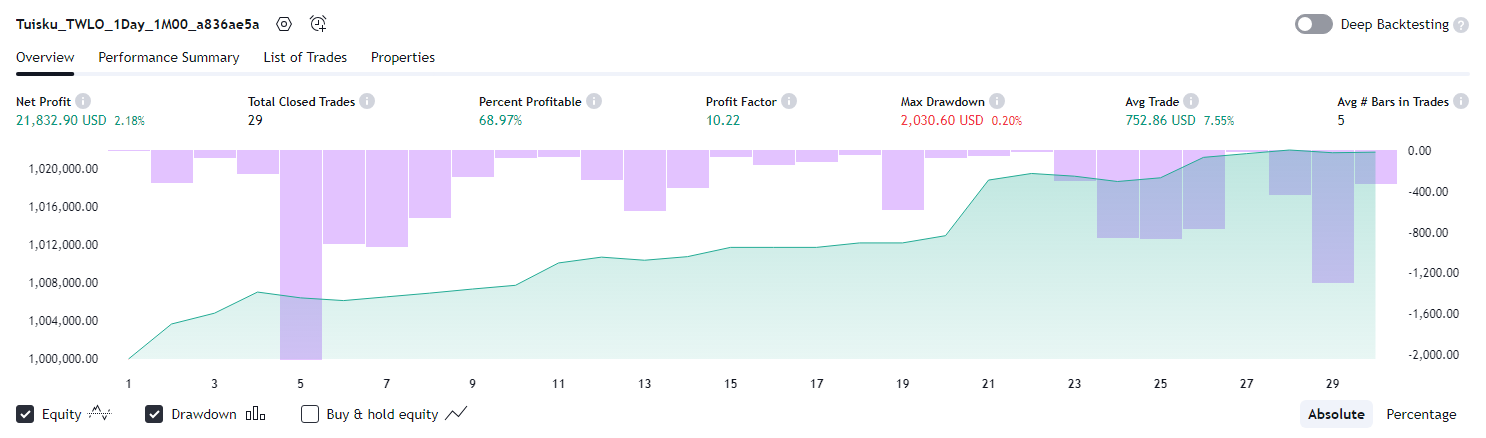 Tuisku_TWLO_1Day_1M00_a836ae5a Deep Backtesting
Overview Performance Summary List of Trades Properties
Net Profit Total Closed Trades Percent Profitable Profit Factor Max Drawdown Avg Trade Avg # Bars in Trades
21,832.90 USD 2.18% 29 68.97% 10.22 2,030.60 USD 0.20% 752.86 USD 7.55% 5
0.00
1,020,000.00
-400.00
1,016,000.00
-800.00
1,012,000.00
-1,200.00
1,008,000.00
-1,600.00
1,004,000.00
-2,000.00
1,000,000.00
1 3 5 7 9 11 13 15 17 19 21 23 25 27 29
Equity Drawdown Buy & hold equity Absolute Percentage